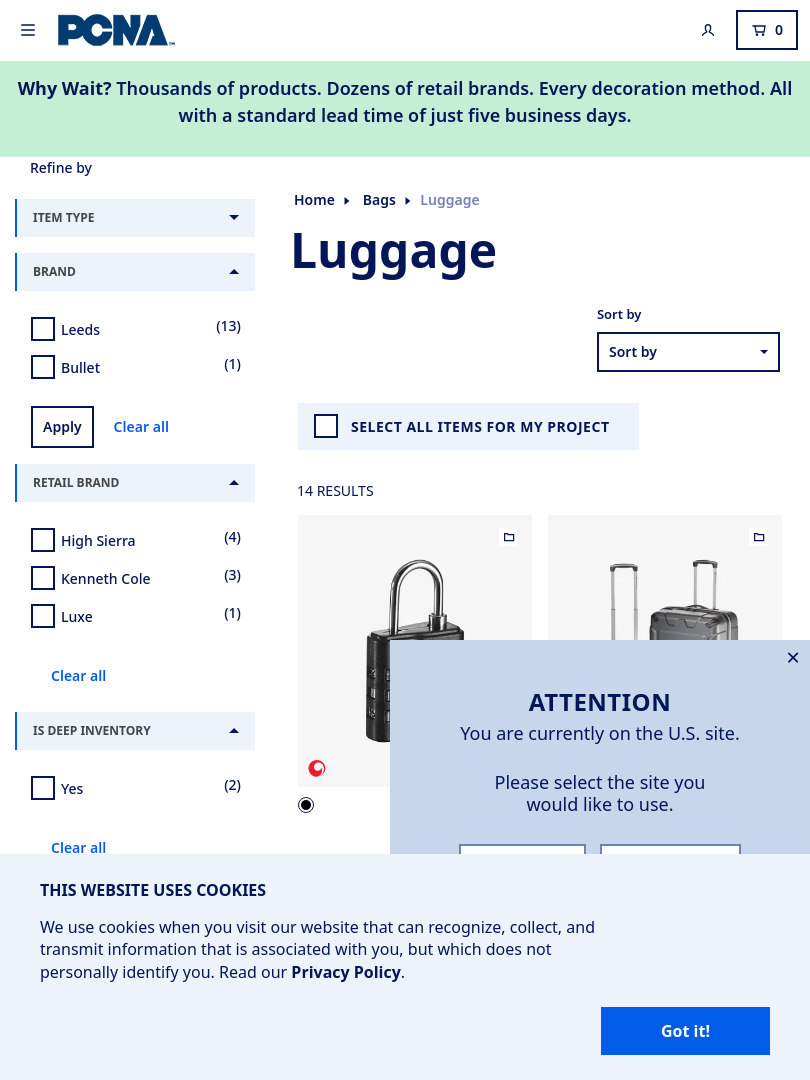 PCNA
0
Why Wait? Thousands of products. Dozens of retail brands. Every decoration method. All
with a standard lead time of just five business days.
Refine by
ITEM TYPE
BRAND
Leeds (13)
Bullet (1)
Apply Clear all
RETAIL BRAND
High Sierra (4)
Kenneth Cole (3)
Luxe (1)
Clear all
IS DEEP INVENTORY
Yes (2)
Clear all
Home Bags Luggage
Luggage
Sort by
Sort by
SELECT ALL ITEMS FOR MY PROJECT
14 RESULTS
ATTENTION
You are currently on the U.S. site.
Please select the site you
would like to use.
THIS WEBSITE USES COOKIES
We use cookies when you visit our website that can recognize, collect, and
transmit information that is associated with you, but which does not
personally identify you. Read our Privacy Policy.
Got it!